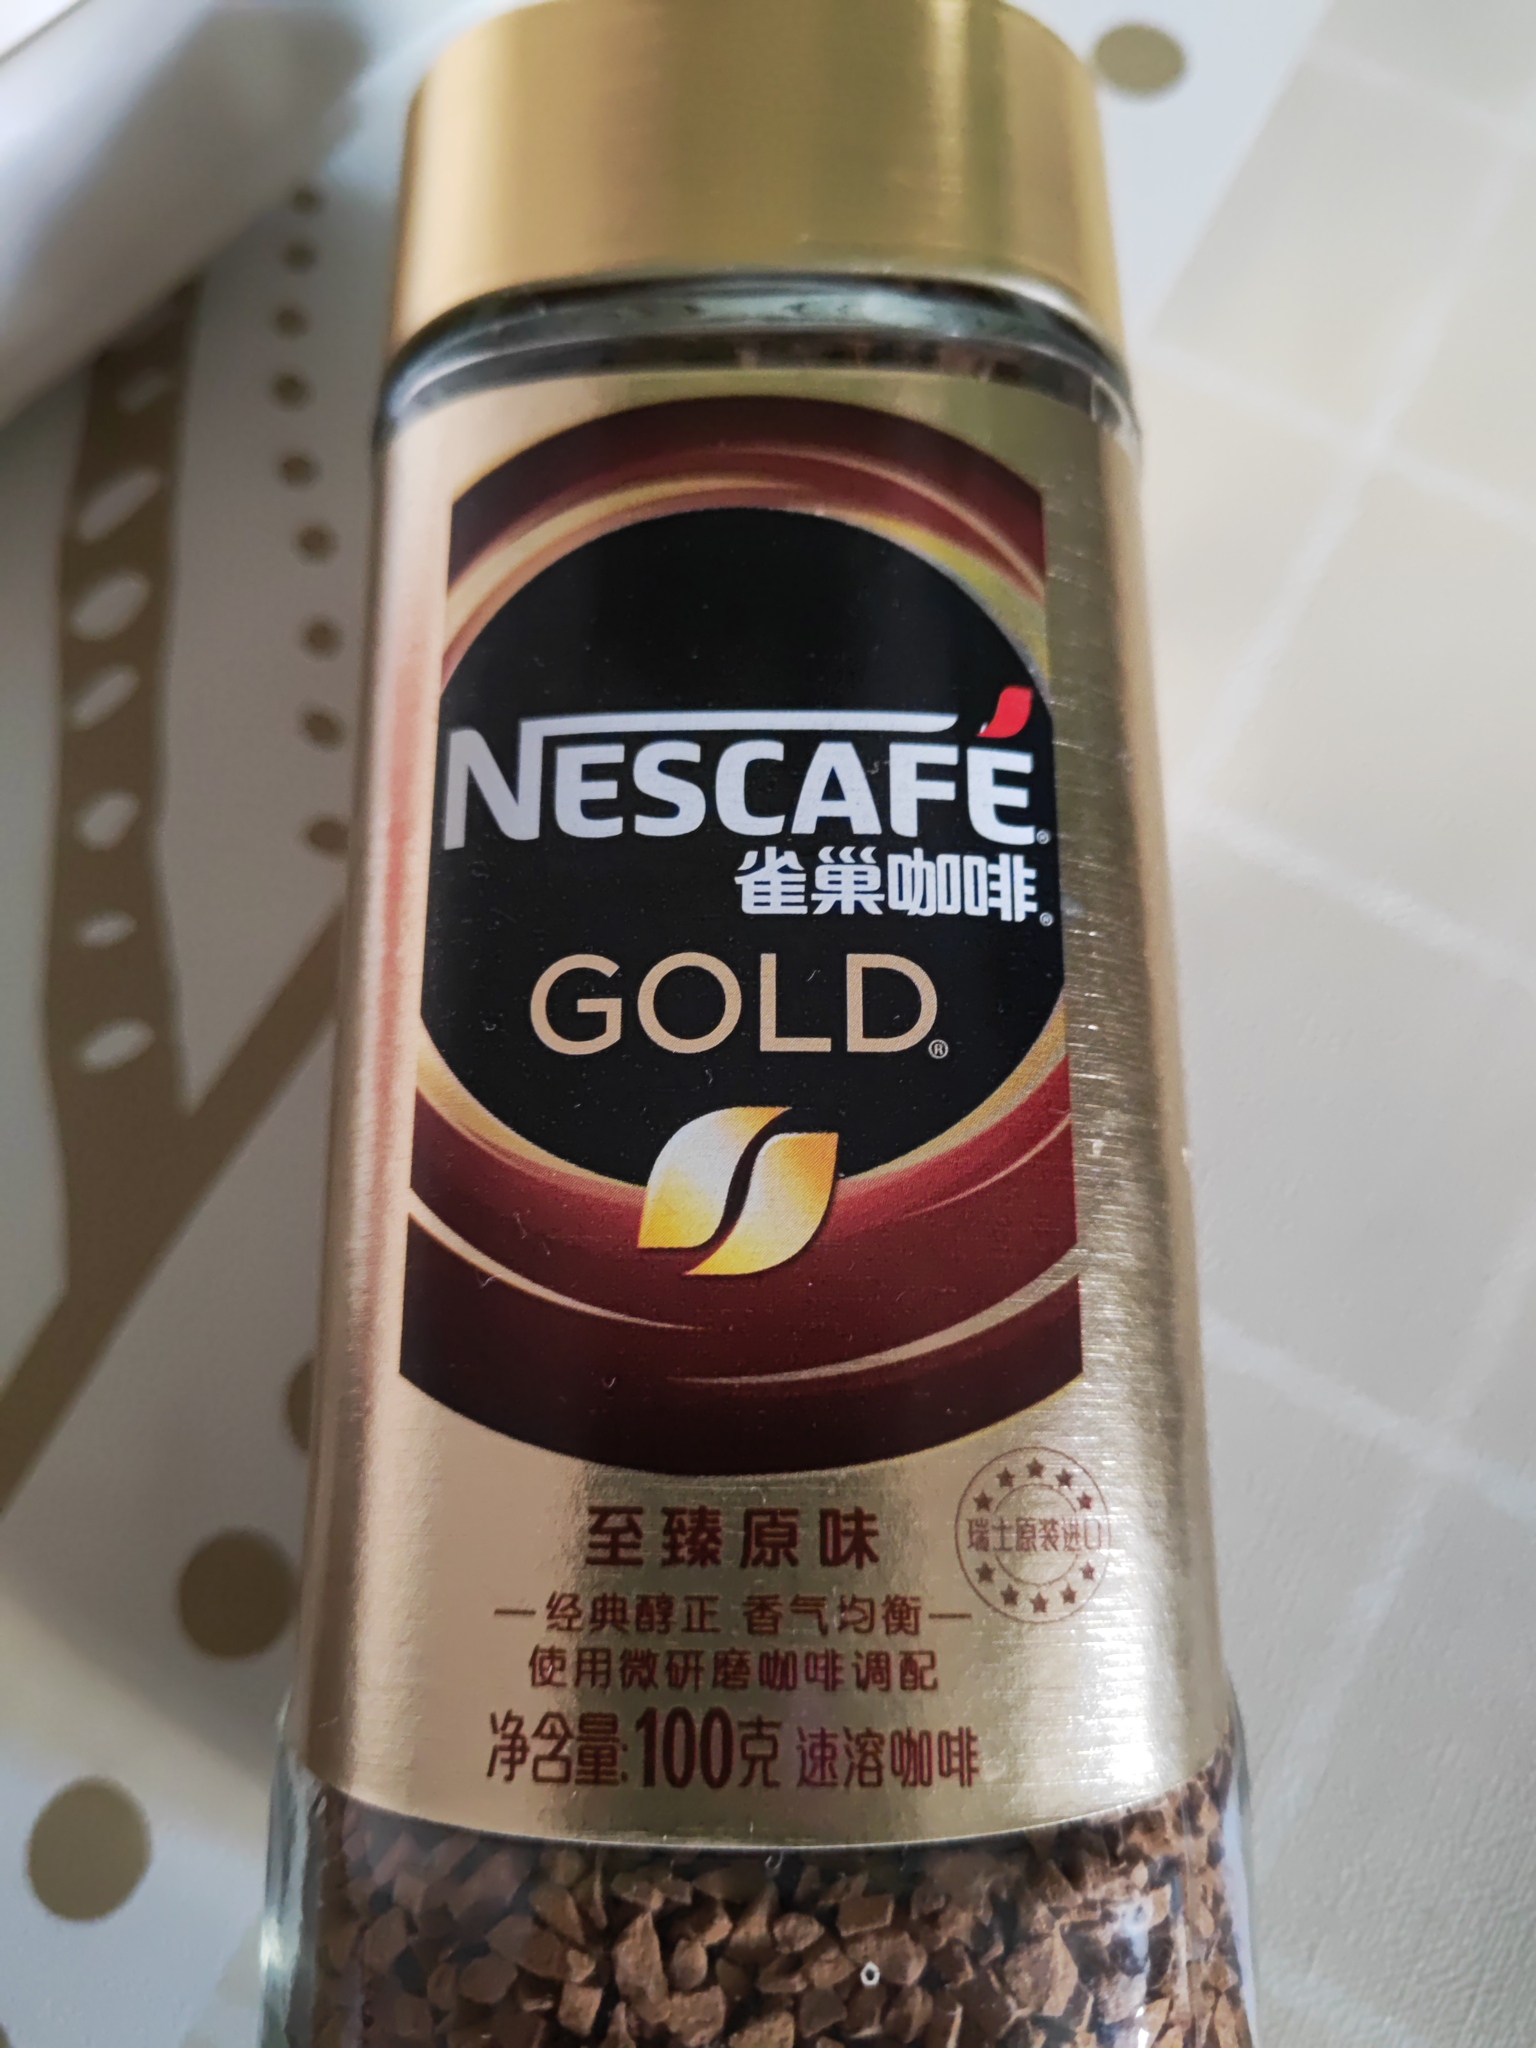 NESCAFÉ®
雀巢咖啡®
GOLD®
至臻原味
瑞士原装进口
—经典醇正 香气均衡—
使用微研磨咖啡调配
净含量:100克 速溶咖啡